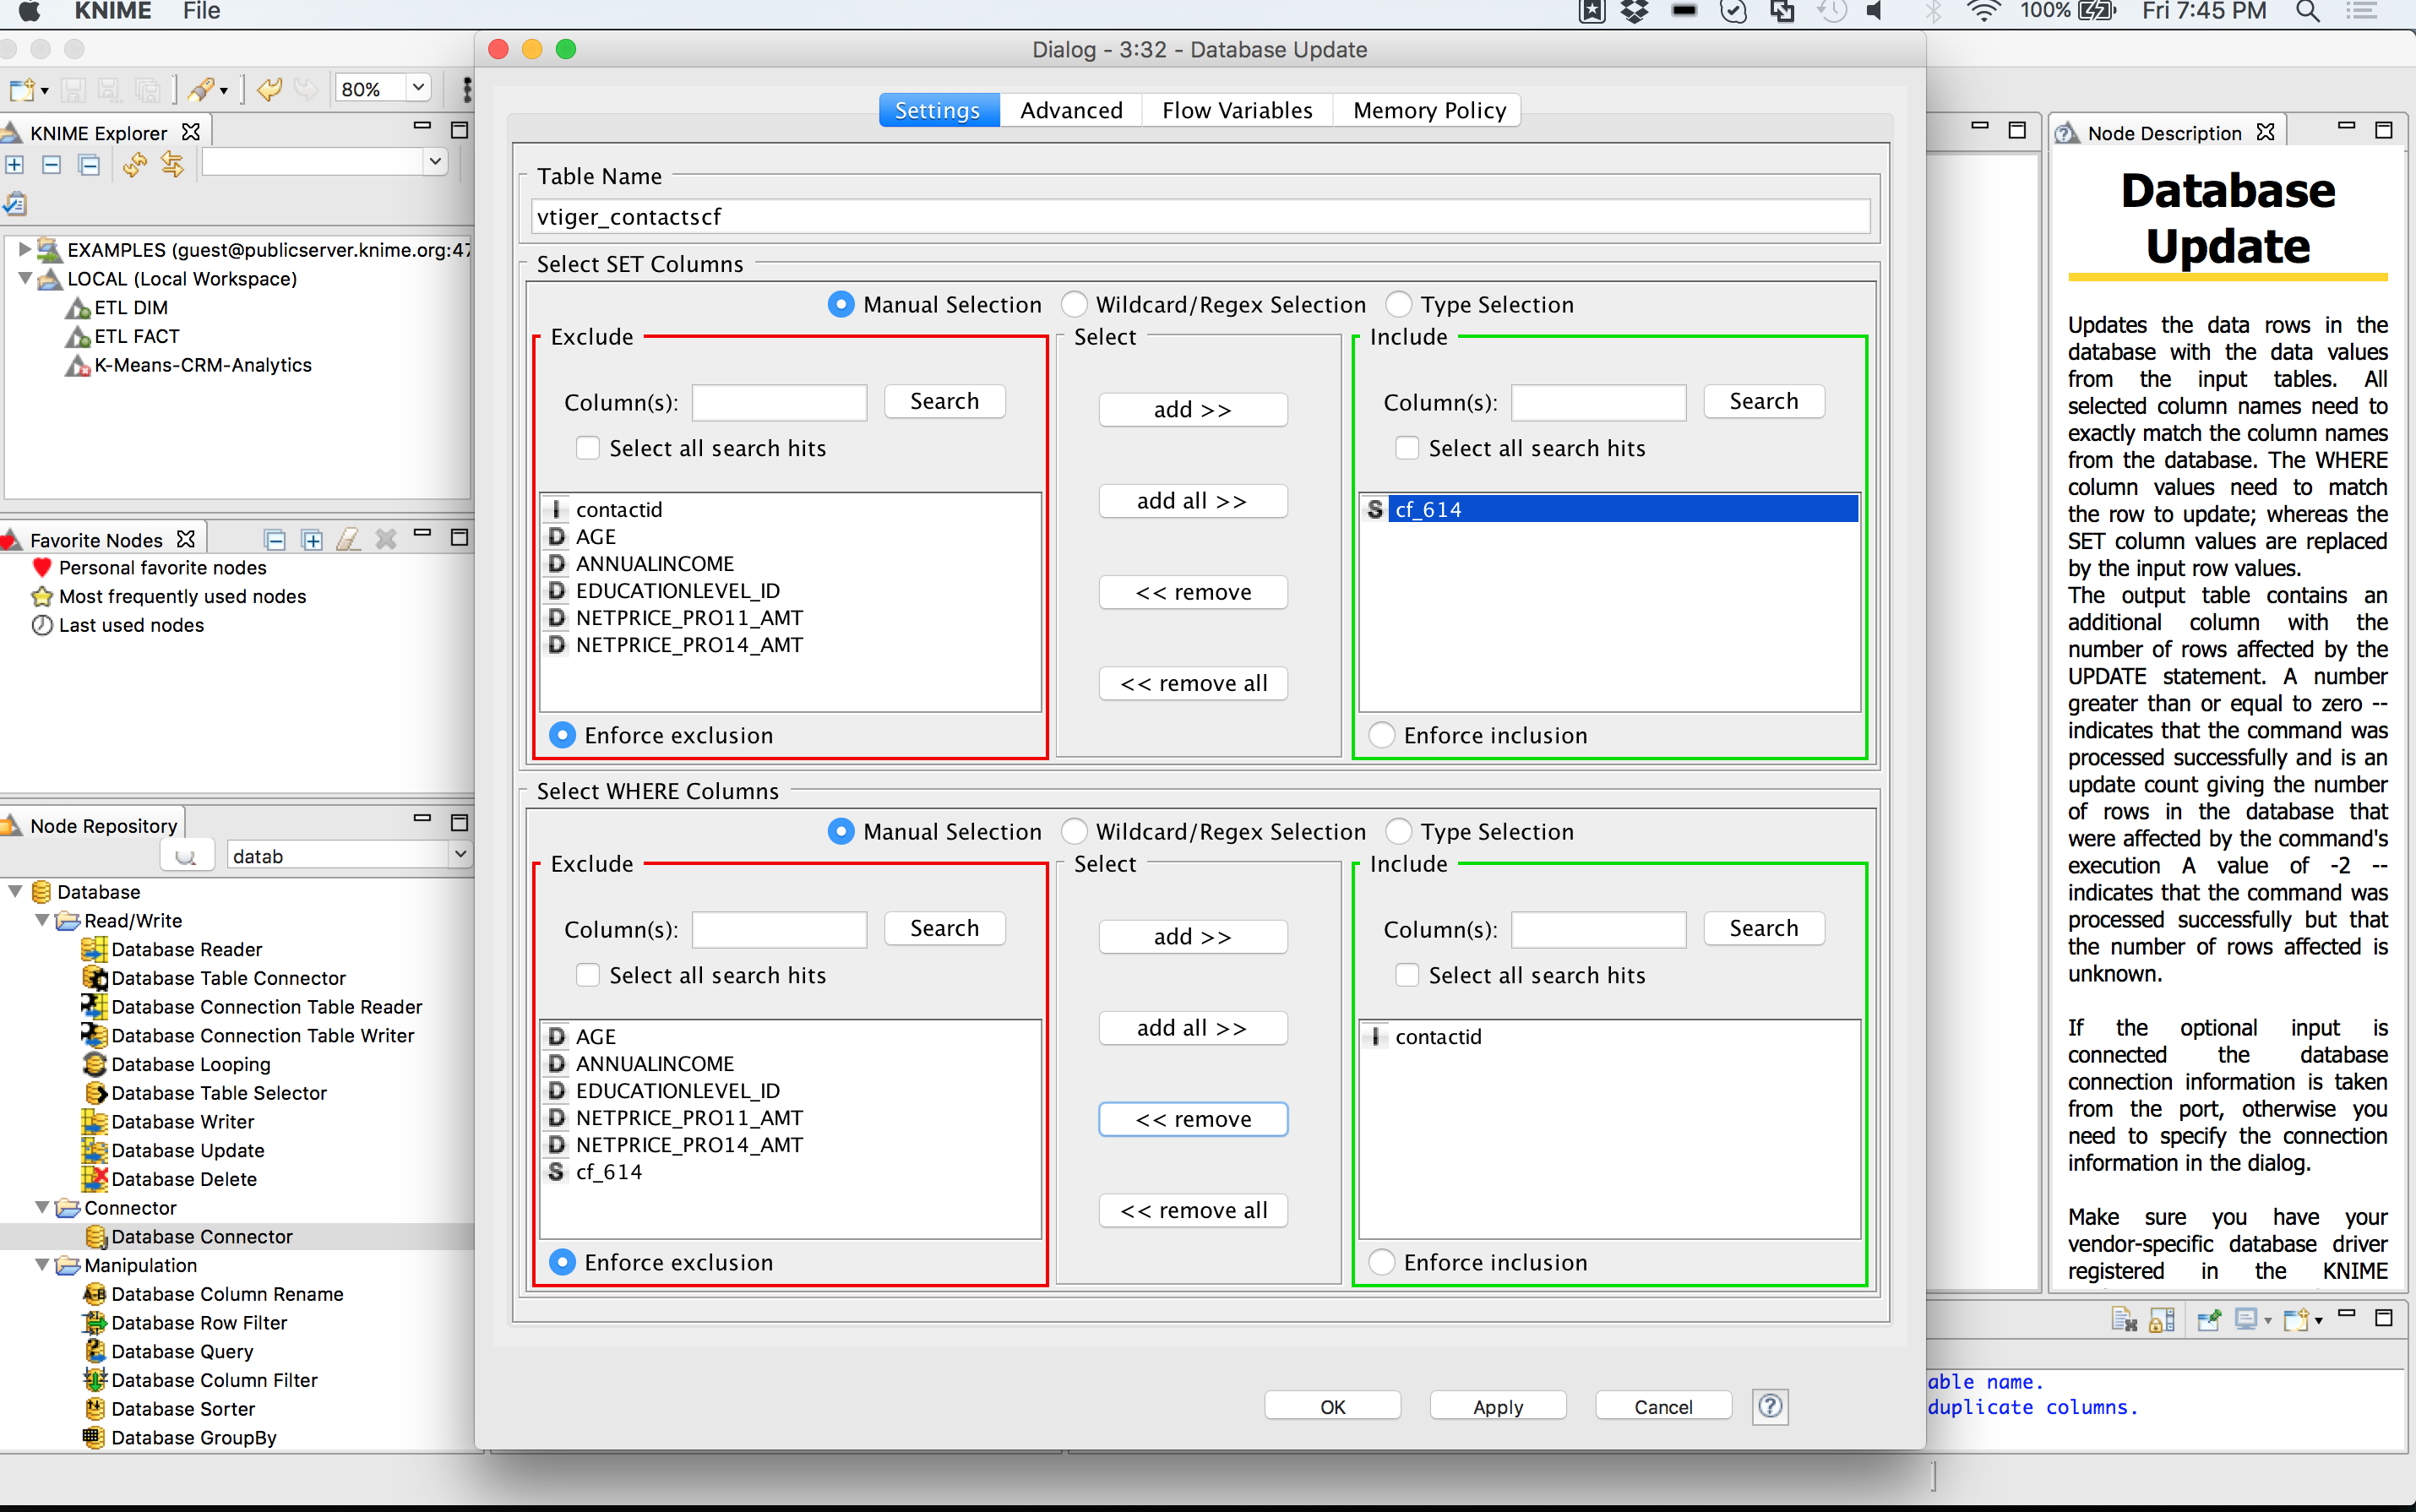 KNIME File 100% Fri 7:45 PM
Dialog - 3:32 - Database Update
80%
Settings Advanced Flow Variables Memory Policy
KNIME Explorer
Node Description
Table Name
vtiger_contactscf
EXAMPLES (guest@publicserver.knime.org:47
LOCAL (Local Workspace)
ETL DIM
ETL FACT
K-Means-CRM-Analytics
Favorite Nodes
Personal favorite nodes
Most frequently used nodes
Last used nodes
Node Repository
datab
Database
Read/Write
Database Reader
Database Table Connector
Database Connection Table Reader
Database Connection Table Writer
Database Looping
Database Table Selector
Database Writer
Database Update
Database Delete
Connector
Database Connector
Manipulation
Database Column Rename
Database Row Filter
Database Query
Database Column Filter
Database Sorter
Database GroupBy
Select SET Columns
Manual Selection Wildcard/Regex Selection Type Selection
Exclude Select Include
Column(s): Search add >> Column(s): Search
Select all search hits Select all search hits
add all >>
I contactid S cf_614
D AGE
D ANNUALINCOME
D EDUCATIONLEVEL_ID << remove
D NETPRICE_PRO11_AMT
D NETPRICE_PRO14_AMT
<< remove all
Enforce exclusion Enforce inclusion
Select WHERE Columns
Manual Selection Wildcard/Regex Selection Type Selection
Exclude Select Include
Column(s): Search add >> Column(s): Search
Select all search hits Select all search hits
add all >>
D AGE I contactid
D ANNUALINCOME
D EDUCATIONLEVEL_ID
D NETPRICE_PRO11_AMT << remove
D NETPRICE_PRO14_AMT
S cf_614
<< remove all
Enforce exclusion Enforce inclusion
OK Apply Cancel ?
Database
Update
Updates the data rows in the
database with the data values
from the input tables. All
selected column names need to
exactly match the column names
from the database. The WHERE
column values need to match
the row to update; whereas the
SET column values are replaced
by the input row values.
The output table contains an
additional column with the
number of rows affected by the
UPDATE statement. A number
greater than or equal to zero --
indicates that the command was
processed successfully and is an
update count giving the number
of rows in the database that
were affected by the command's
execution A value of -2 --
indicates that the command was
processed successfully but that
the number of rows affected is
unknown.
If the optional input is
connected the database
connection information is taken
from the port, otherwise you
need to specify the connection
information in the dialog.
Make sure you have your
vendor-specific database driver
registered in the KNIME
able name.
duplicate columns.